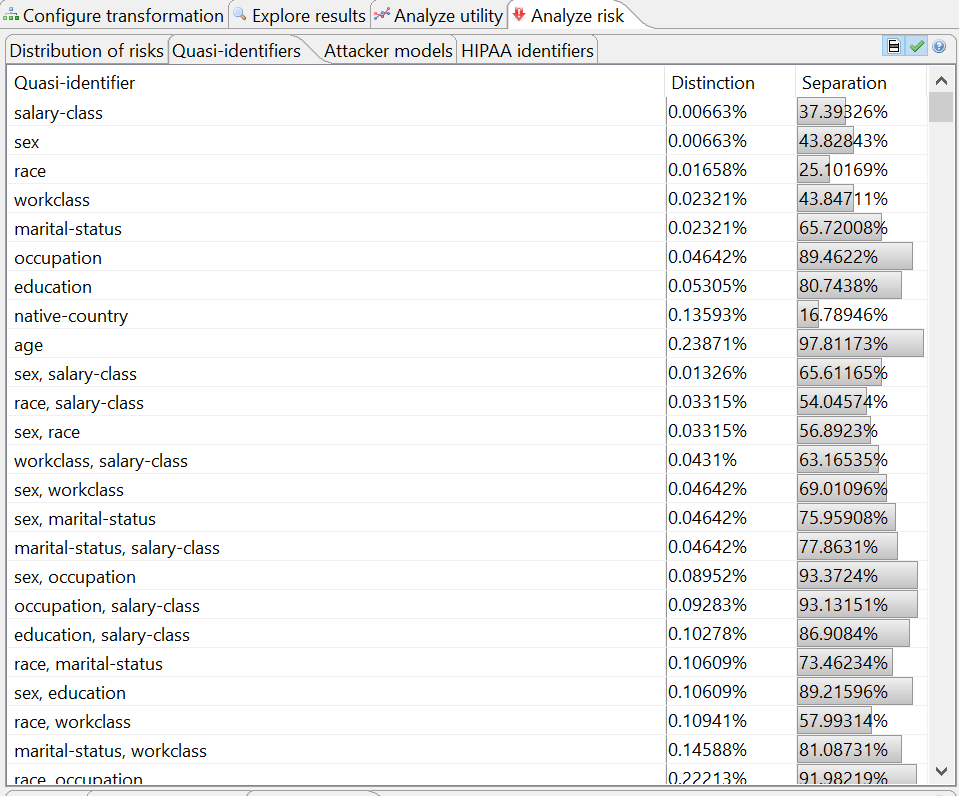 Configure transformation Explore results Analyze utility Analyze risk
Distribution of risks Quasi-identifiers Attacker models HIPAA identifiers
Quasi-identifier Distinction Separation
salary-class 0.00663% 37.39326%
sex 0.00663% 43.82843%
race 0.01658% 25.10169%
workclass 0.02321% 43.84711%
marital-status 0.02321% 65.72008%
occupation 0.04642% 89.4622%
education 0.05305% 80.7438%
native-country 0.13593% 16.78946%
age 0.23871% 97.81173%
sex, salary-class 0.01326% 65.61165%
race, salary-class 0.03315% 54.04574%
sex, race 0.03315% 56.8923%
workclass, salary-class 0.0431% 63.16535%
sex, workclass 0.04642% 69.01096%
sex, marital-status 0.04642% 75.95908%
marital-status, salary-class 0.04642% 77.8631%
sex, occupation 0.08952% 93.3724%
occupation, salary-class 0.09283% 93.13151%
education, salary-class 0.10278% 86.9084%
race, marital-status 0.10609% 73.46234%
sex, education 0.10609% 89.21596%
race, workclass 0.10941% 57.99314%
marital-status, workclass 0.14588% 81.08731%
race, occupation 0.22213% 91.98219%